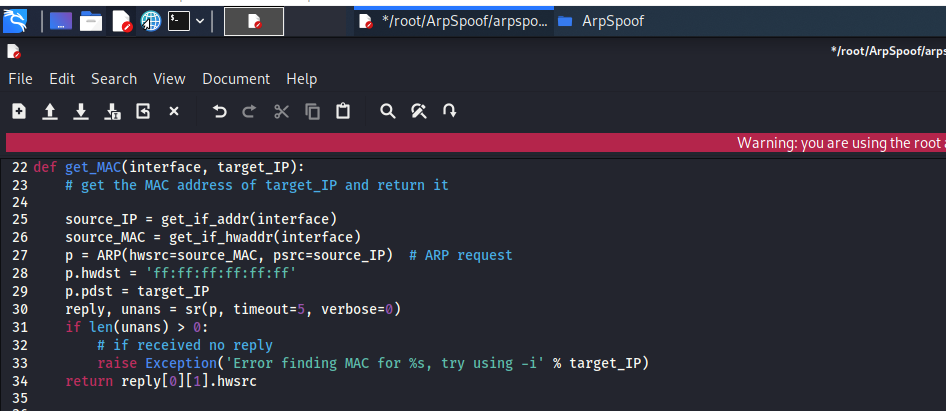 */root/ArpSpoof/arpspo... ArpSpoof
*/root/ArpSpoof/arps
File Edit Search View Document Help
Warning: you are using the root a
22 def get_MAC(interface, target_IP):
23     # get the MAC address of target_IP and return it
24
25     source_IP = get_if_addr(interface)
26     source_MAC = get_if_hwaddr(interface)
27     p = ARP(hwsrc=source_MAC, psrc=source_IP)  # ARP request
28     p.hwdst = 'ff:ff:ff:ff:ff:ff'
29     p.pdst = target_IP
30     reply, unans = sr(p, timeout=5, verbose=0)
31     if len(unans) > 0:
32         # if received no reply
33         raise Exception('Error finding MAC for %s, try using -i' % target_IP)
34     return reply[0][1].hwsrc
35